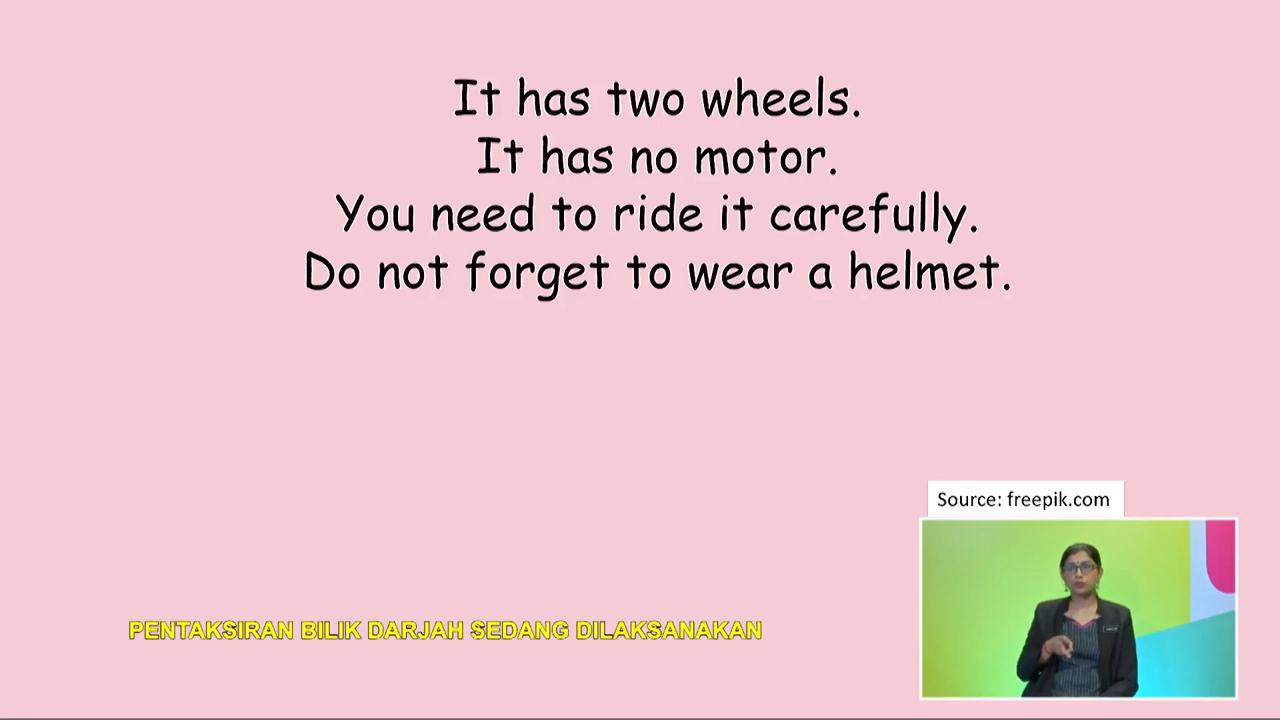 It has two wheels.
It has no motor.
You need to ride it carefully.
Do not forget to wear a helmet.
Source: freepik.com
PENTAKSIRAN BILIK DARJAH SEDANG DILAKSANAKAN